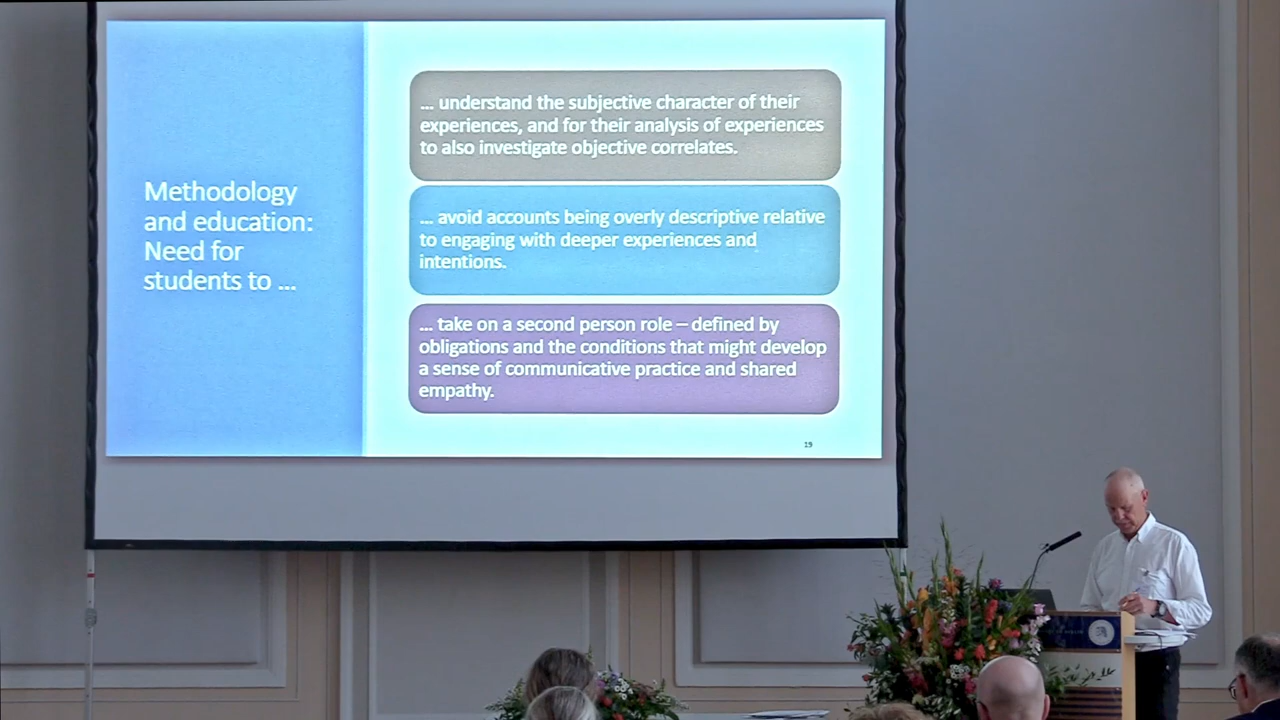 Methodology
and education:
Need for
students to ...
... understand the subjective character of their
experiences, and for their analysis of experiences
to also investigate objective correlates.
... avoid accounts being overly descriptive relative
to engaging with deeper experiences and
intentions.
... take on a second person role – defined by
obligations and the conditions that might develop
a sense of communicative practice and shared
empathy.
19